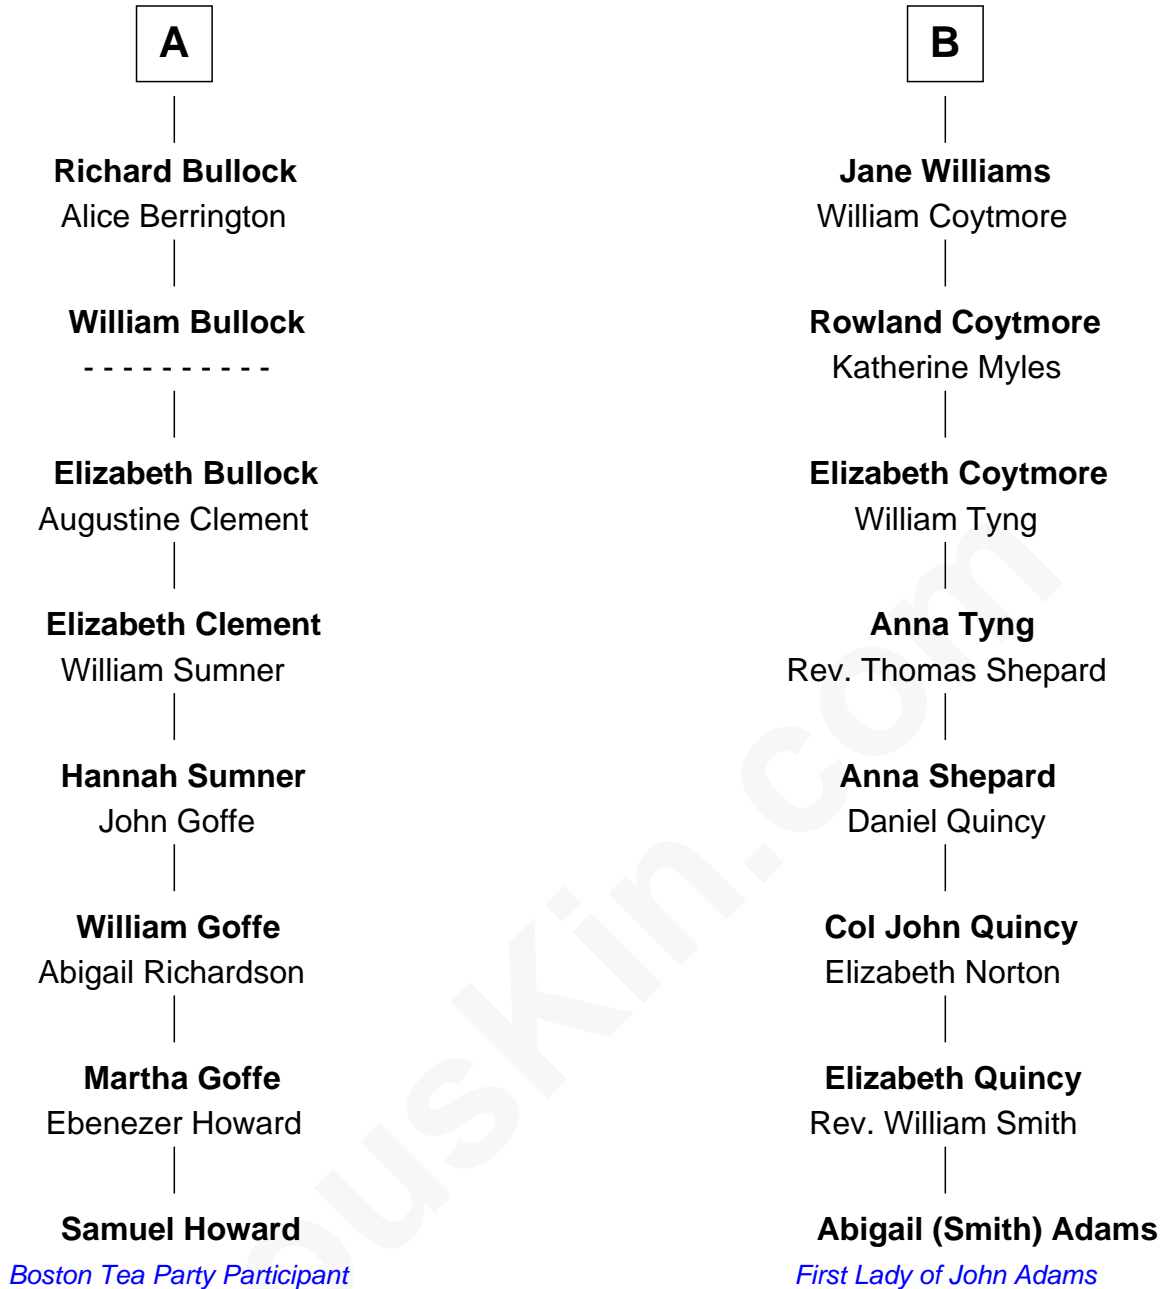 A
Richard Bullock
Alice Berrington
William Bullock
- - - - - - - - - -
Elizabeth Bullock
Augustine Clement
Elizabeth Clement
William Sumner
Hannah Sumner
John Goffe
William Goffe
Abigail Richardson
Martha Goffe
Ebenezer Howard
Samuel Howard
Boston Tea Party Participant
B
Jane Williams
William Coytmore
Rowland Coytmore
Katherine Myles
Elizabeth Coytmore
William Tyng
Anna Tyng
Rev. Thomas Shepard
Anna Shepard
Daniel Quincy
Col John Quincy
Elizabeth Norton
Elizabeth Quincy
Rev. William Smith
Abigail (Smith) Adams
First Lady of John Adams
ousKin.com